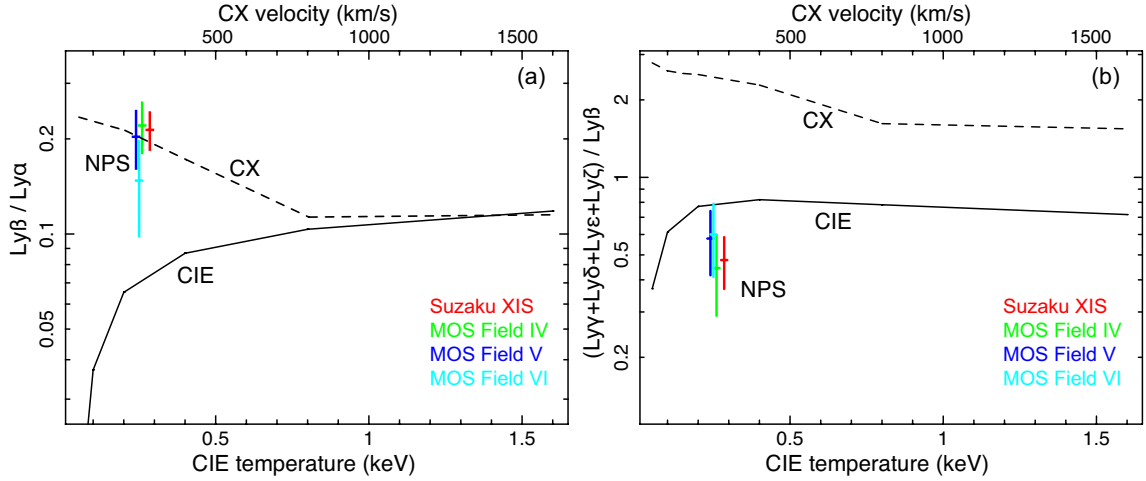 CX velocity (km/s)
500 1000 1500
(a)
0.2
0.1
0.05
Lyß / Lyα
NPS
CX
CIE
Suzaku XIS
MOS Field IV
MOS Field V
MOS Field VI
0.5 1 1.5
CIE temperature (keV)
CX velocity (km/s)
500 1000 1500
(b)
2
1
0.5
0.2
(Lyγ+Lyδ+Lyε+Lyζ) / Lyß
CX
CIE
NPS
Suzaku XIS
MOS Field IV
MOS Field V
MOS Field VI
0.5 1 1.5
CIE temperature (keV)